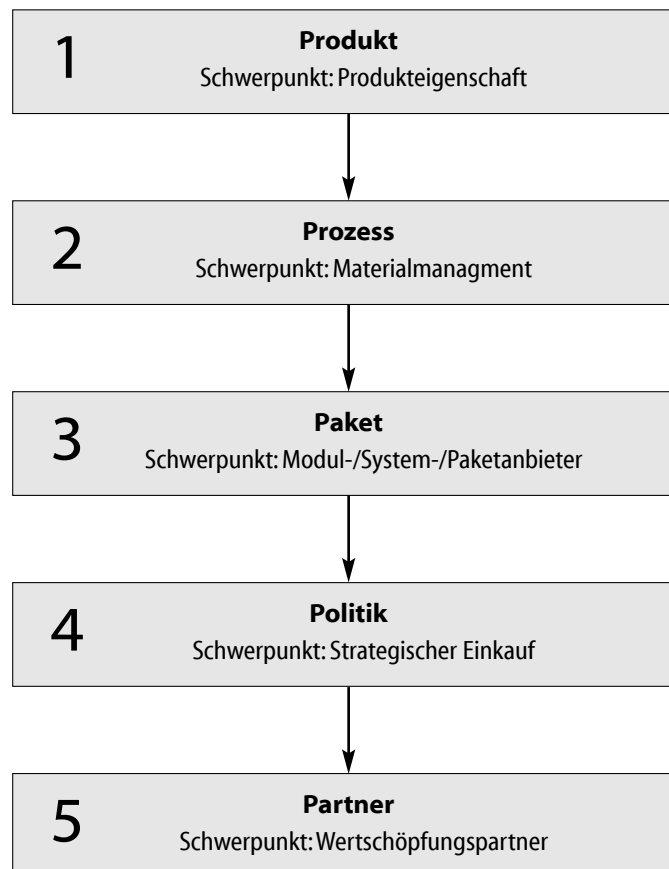 1
Produkt
Schwerpunkt: Produkteigenschaft
2
Prozess
Schwerpunkt: Materialmanagment
3
Paket
Schwerpunkt: Modul-/System-/Paketanbieter
4
Politik
Schwerpunkt: Strategischer Einkauf
5
Partner
Schwerpunkt: Wertschöpfungspartner